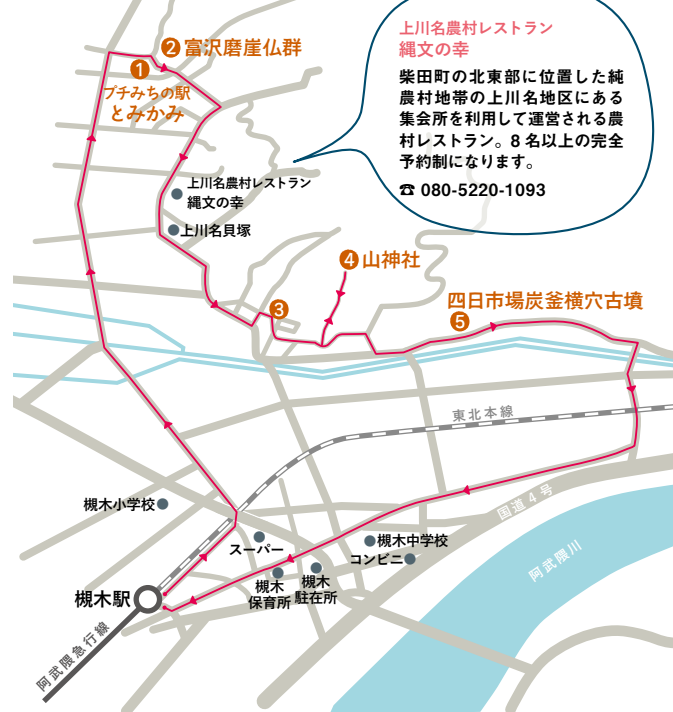 上川名農村レストラン
縄文の幸
柴田町の北東部に位置した純
農村地帯の上川名地区にある
集会所を利用して運営される農
村レストラン。8名以上の完全
予約制になります。
☎ 080-5220-1093
2 富沢磨崖仏群
1
プチみちの駅
とみかみ
上川名農村レストラン
縄文の幸
上川名貝塚
4 山神社
3
四日市場炭釜横穴古墳
5
東北本線
国道4号
槻木小学校
スーパー
槻木中学校
コンビニ
槻木
保育所
槻木
駐在所
阿武隈川
槻木駅
阿武隈急行線